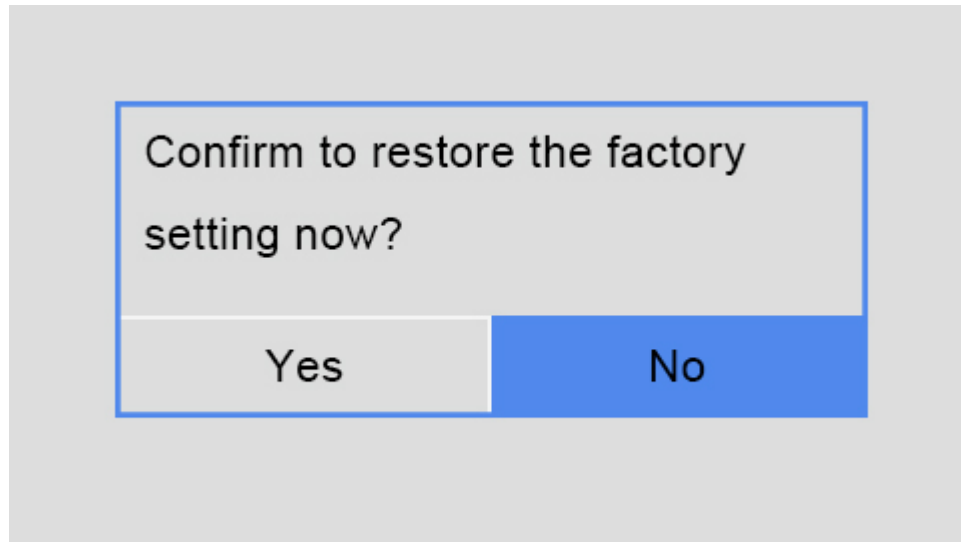 Confirm to restore the factory
setting now?
Yes No